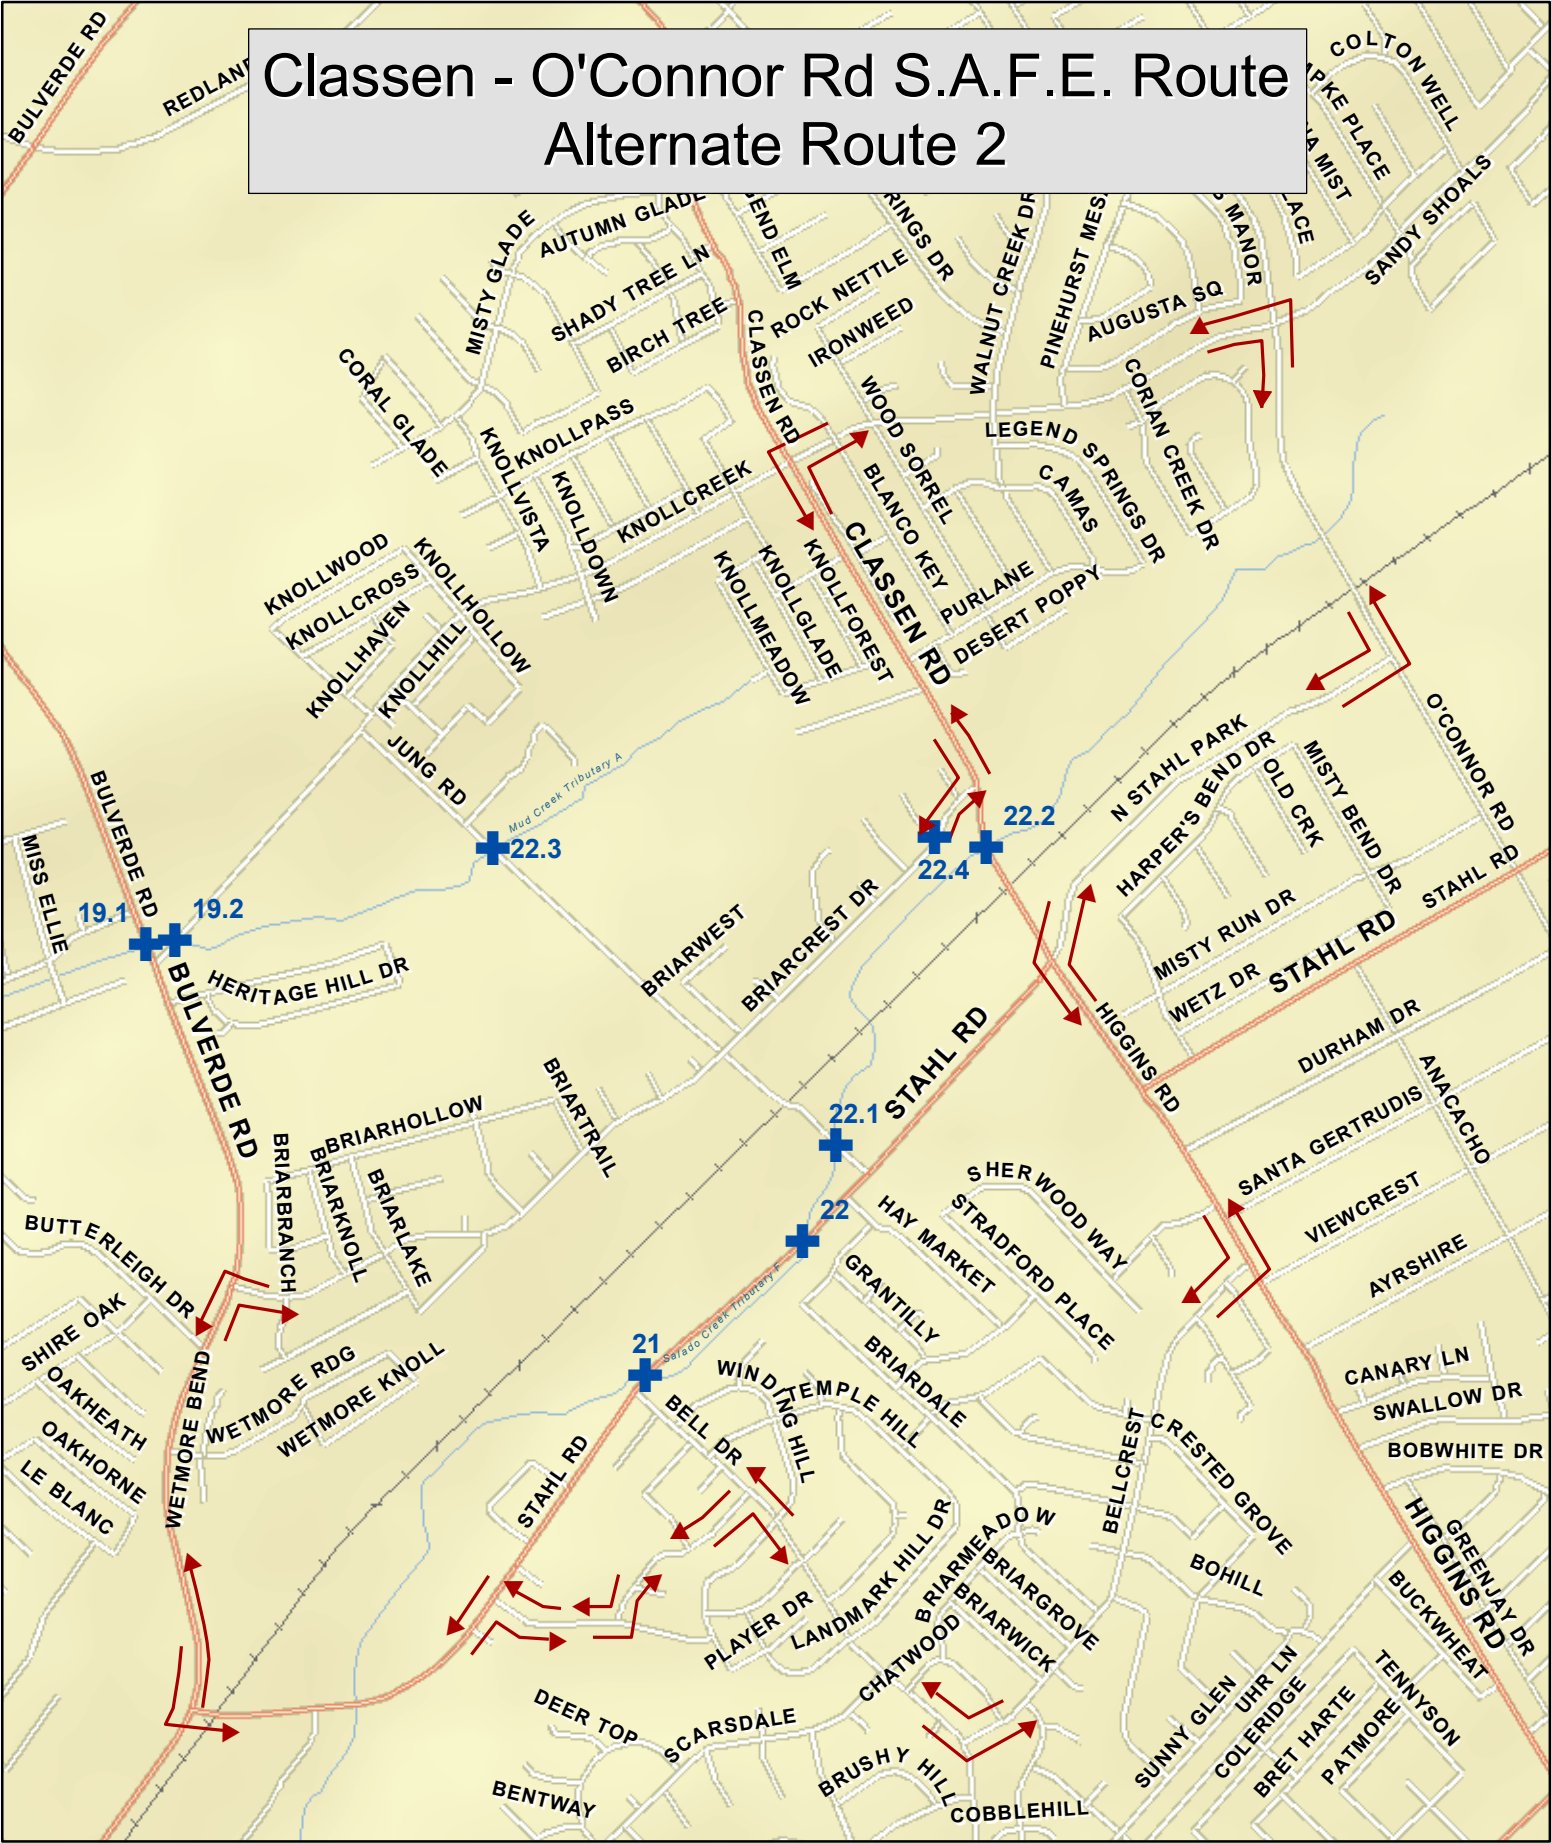 Classen - O'Connor Rd S.A.F.E. Route
Alternate Route 2
BULVERDE RD
COLTON WELL
SANDY SHOALS
MISTY GLADE
AUTUMN GLADE
SHADY TREE LN
BIRCH TREE
ROCK NETTLE
IRONWEED
WALNUT CREEK DR
AUGUSTA SQ
CORAL GLADE
CLASSEN RD
WOOD SORREL
LEGEND SPRINGS DR
CORIAN CREEK DR
CAMAS
KNOLLPASS
KNOLLVISTA
KNOLLDOWN
KNOLLCREEK
BLANCO KEY
KNOLLWOOD
KNOLLCROSS
KNOLLHOLLOW
KNOLLHAVEN
KNOLLHILL
KNOLLMEADOW
KNOLLGLADE
KNOLLFOREST
CLASSEN RD
PURLANE
DESERT POPPY
JUNG RD
Mud Creek Tributary A
N STAHL PARK
HARPER'S BEND DR
OLD CRK
MISTY BEND DR
O'CONNOR RD
BULVERDE RD
MISS ELLIE
19.1
19.2
22.3
22.4
22.2
HERITAGE HILL DR
BRIARWEST
BRIARCREST DR
MISTY RUN DR
WETZ DR
STAHL RD
STAHL RD
BULVERDE RD
STAHL RD
HIGGINS RD
DURHAM DR
ANACACHO
SANTA GERTRUDIS
VIEWCREST
AYRSHIRE
BRIARTRAIL
BRIARHOLLOW
BRIARBRANCH
BRIARKNOLL
BRIARLAKE
22.1
22
SHERWOOD WAY
STRADFORD PLACE
HAY MARKET
GRANTILLY
BRIARDALE
BUTTERLEIGH DR
SHIRE OAK
OAKHEATH
OAKHORNE
LE BLANC
WETMORE BEND
WETMORE RDG
WETMORE KNOLL
21
Salado Creek Tributary F
WINDING HILL
TEMPLE HILL
BELL DR
STAHL RD
CANARY LN
SWALLOW DR
BOBWHITE DR
BELLCREST
CRESTED GROVE
BOHILL
HIGGINS RD
GREENJAY DR
BUCKWHEAT
LANDMARK HILL DR
PLAYER DR
BRIARMEADOW
BRIARGROVE
BRIARWICK
CHATWOOD
SCARSDALE
DEER TOP
BENTWAY
BRUSHY HILL
COBBLEHILL
SUNNY GLEN
UHR LN
COLERIDGE
BRET HARTE
PATMORE
TENNYSON